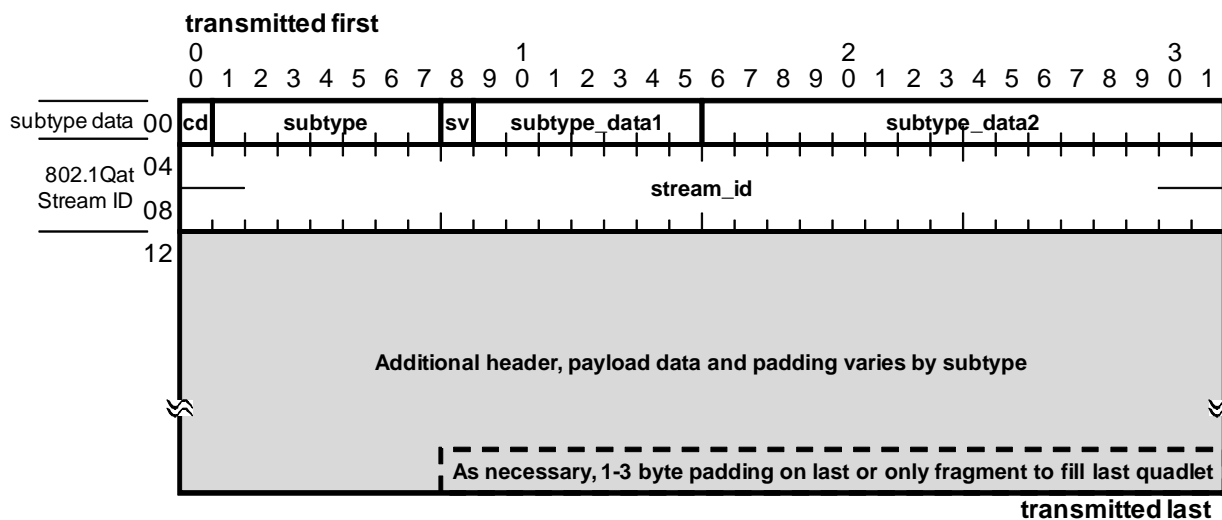 transmitted first
0 1 2 3
0 1 2 3 4 5 6 7 8 9 0 1 2 3 4 5 6 7 8 9 0 1 2 3 4 5 6 7 8 9 0 1
subtype data 00 cd subtype sv subtype_data1 subtype_data2
802.1Qat
Stream ID
04
stream_id
08
12
Additional header, payload data and padding varies by subtype
As necessary, 1-3 byte padding on last or only fragment to fill last quadlet
transmitted last